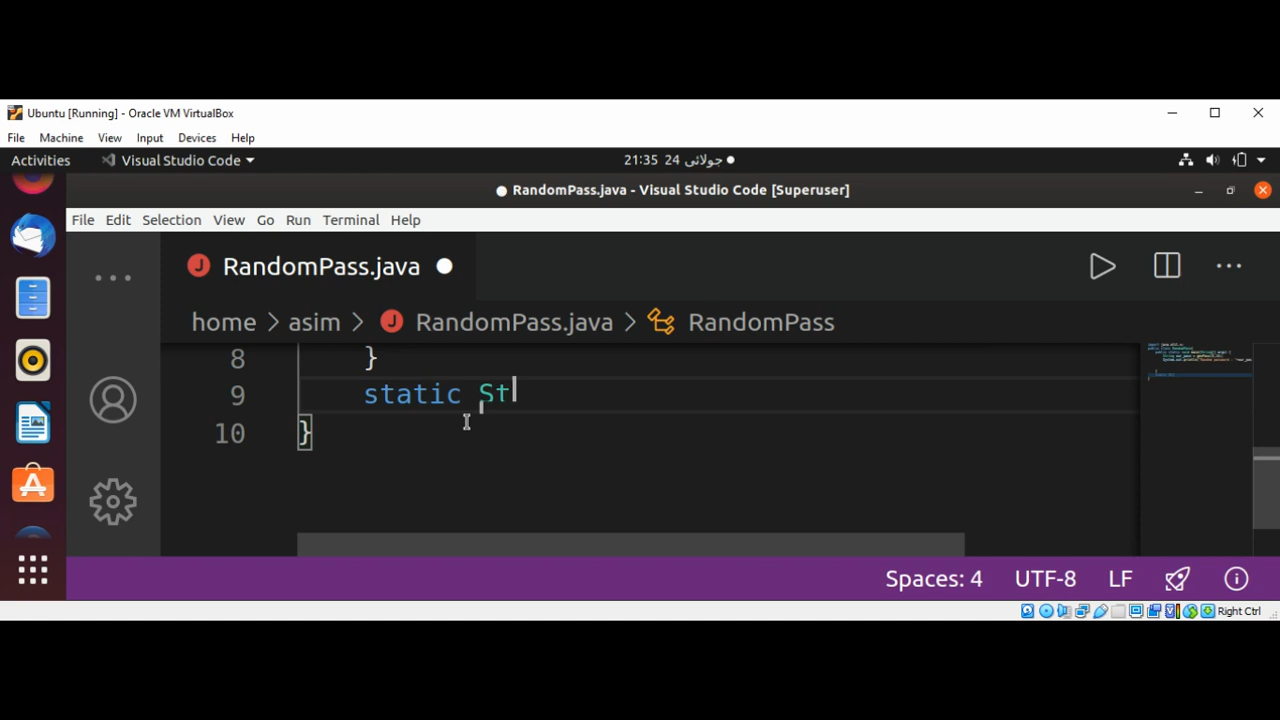 Ubuntu [Running] - Oracle VM VirtualBox
File Machine View Input Devices Help
Activities Visual Studio Code 21:35 24 جولائی
RandomPass.java - Visual Studio Code [Superuser]
File Edit Selection View Go Run Terminal Help
J RandomPass.java
home > asim > J RandomPass.java > RandomPass
8 }
9 static St
10 }
Spaces: 4 UTF-8 LF
Right Ctrl